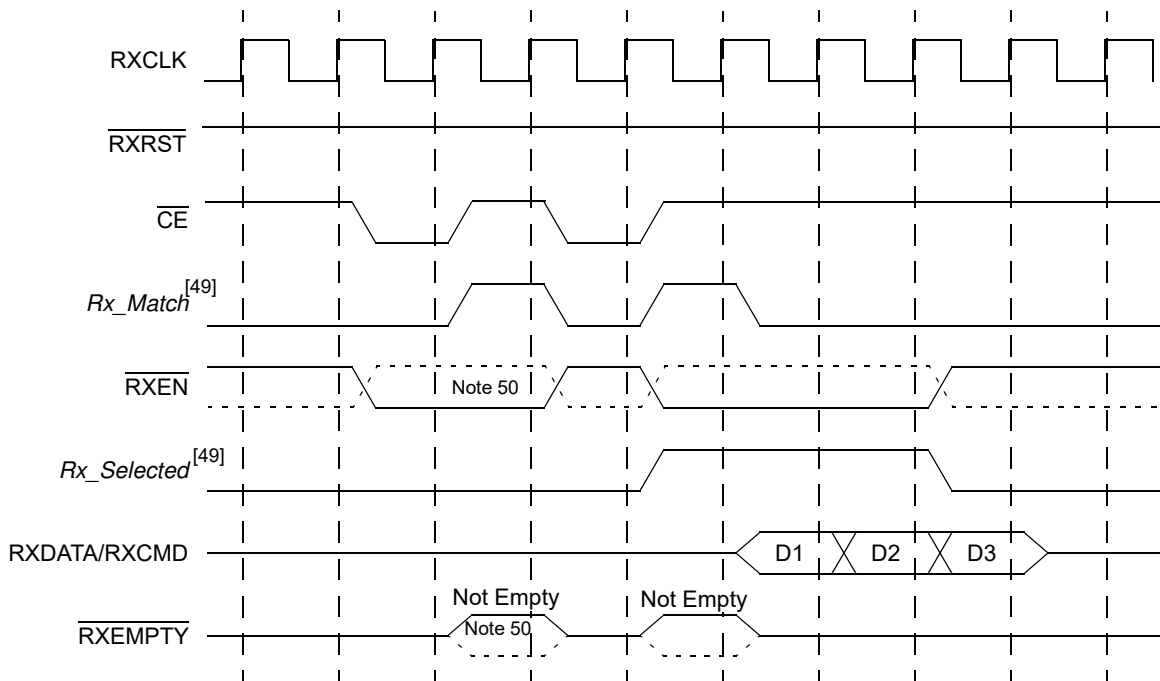 RXCLK
RXRST
CE
Rx_Match[49]
RXEN
Note 50
Rx_Selected[49]
RXDATA/RXCMD
D1
D2
D3
Not Empty
Not Empty
Note 50
RXEMPTY